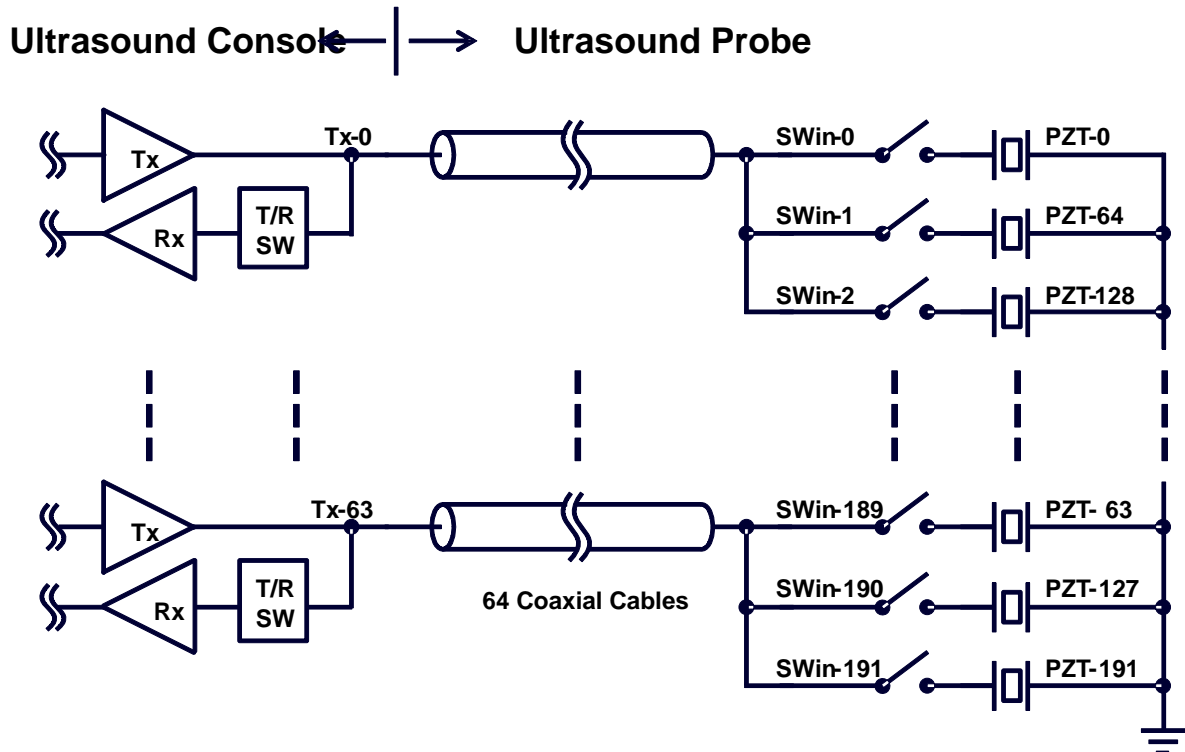 Ultrasound Console
Ultrasound Probe
Tx-0
SWin-0
PZT-0
Tx
T/R
SW
Rx
SWin-1
PZT-64
SWin-2
PZT-128
Tx-63
SWin-189
PZT- 63
Tx
T/R
SW
Rx
64 Coaxial Cables
SWin-190
PZT-127
SWin-191
PZT-191